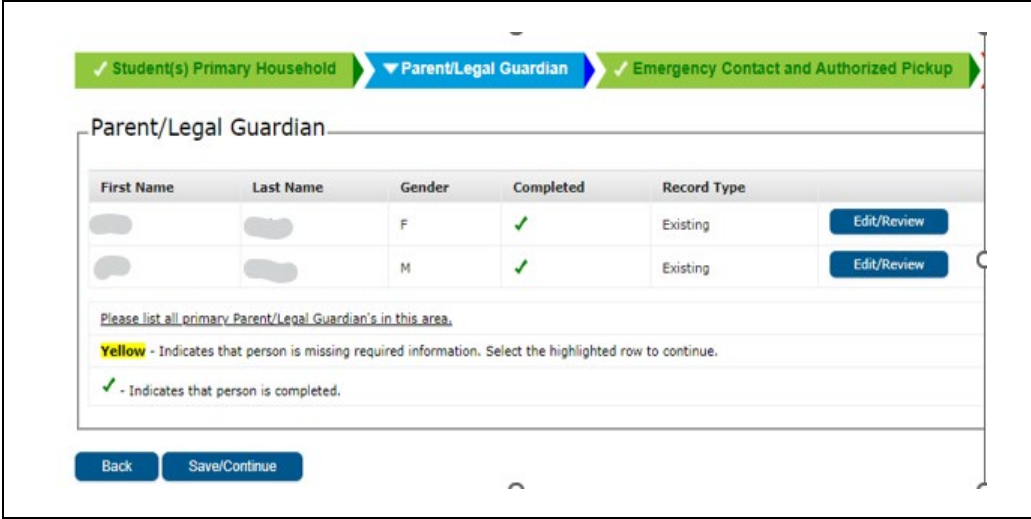 ✓ Student(s) Primary Household ▼ Parent/Legal Guardian ✓ Emergency Contact and Authorized Pickup
Parent/Legal Guardian
First Name Last Name Gender Completed Record Type
F ✓ Existing Edit/Review
M ✓ Existing Edit/Review
Please list all primary Parent/Legal Guardian's in this area.
Yellow - Indicates that person is missing required information. Select the highlighted row to continue.
✓ - Indicates that person is completed.
Back Save/Continue